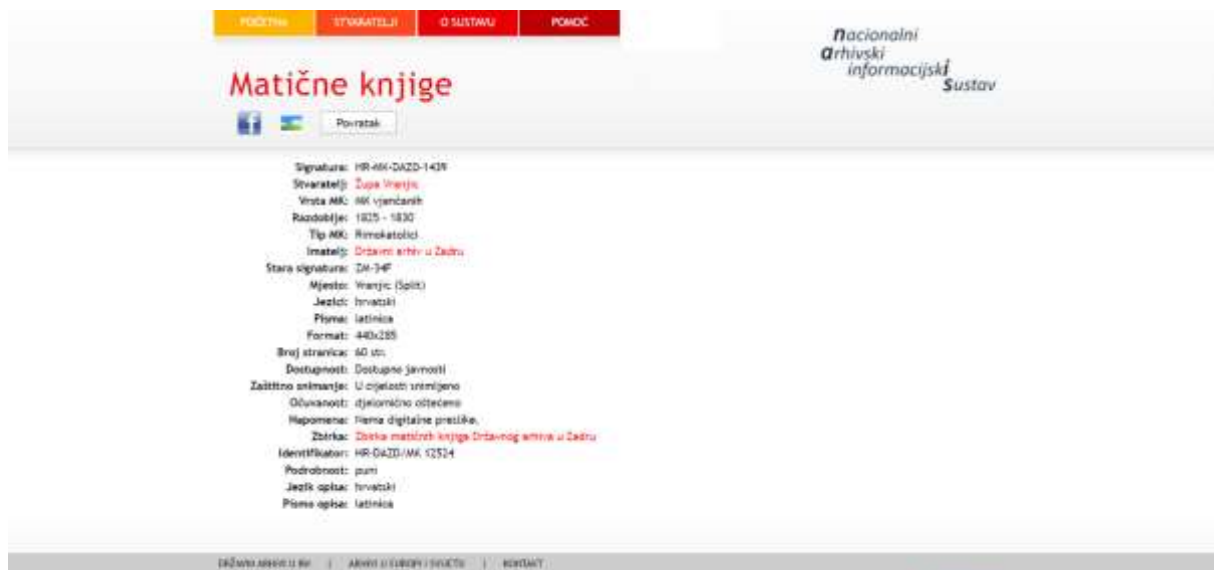 POČETNA STVARATELJI O SUSTAVU POMOĆ
Nacionalni
arhivski
informacijski
Sustav
Matične knjige
Povratak
Signatura: HR-MK-DAZD-1439
Stvaratelj: Župa Vranjic
Vrsta MK: MK vjenčanih
Razdoblje: 1825 - 1830
Tip MK: Rimokatolici
Imatelj: Državni arhiv u Zadru
Stara signatura: ZM-34F
Mjesto: Vranjic (Split)
Jezici: hrvatski
Pisma: latinica
Format: 440x285
Broj stranica: 60 str.
Dostupnost: Dostupno javnosti
Zaštitno snimanje: U cijelosti snimljeno
Očuvanost: djelomično oštećeno
Napomena: Nema digitalne preslike.
Zbirka: Zbirka matičnih knjiga Državnog arhiva u Zadru
Identifikator: HR-DAZD/MK 12524
Podrobnost: puni
Jezik opisa: hrvatski
Pismo opisa: latinica
DRŽAVNI ARHIVI U RH | ARHIVI U EUROPI I SVIJETU | KONTAKT